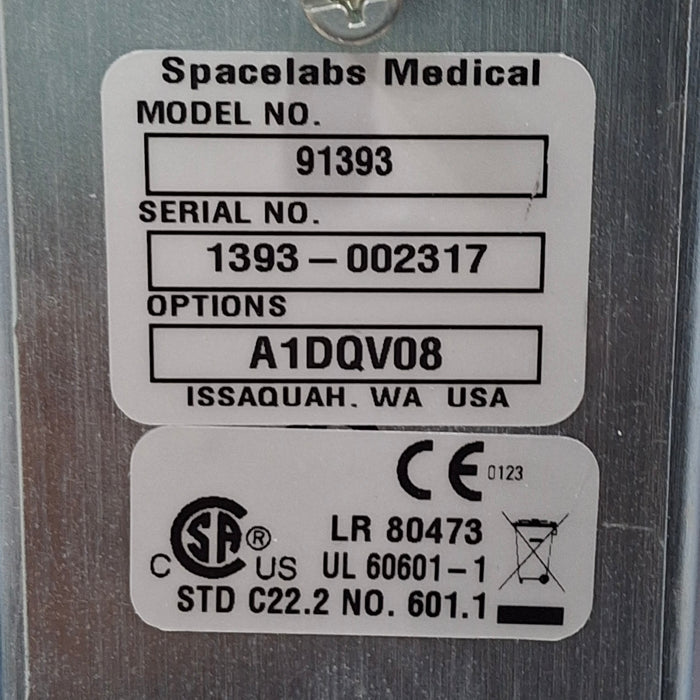 Spacelabs Medical
MODEL NO.
91393
SERIAL NO.
1393-002317
OPTIONS
A1DQV08
ISSAQUAH, WA USA
CE 0123
CSA ® LR 80473
C US UL 60601-1
STD C22.2 NO. 601.1